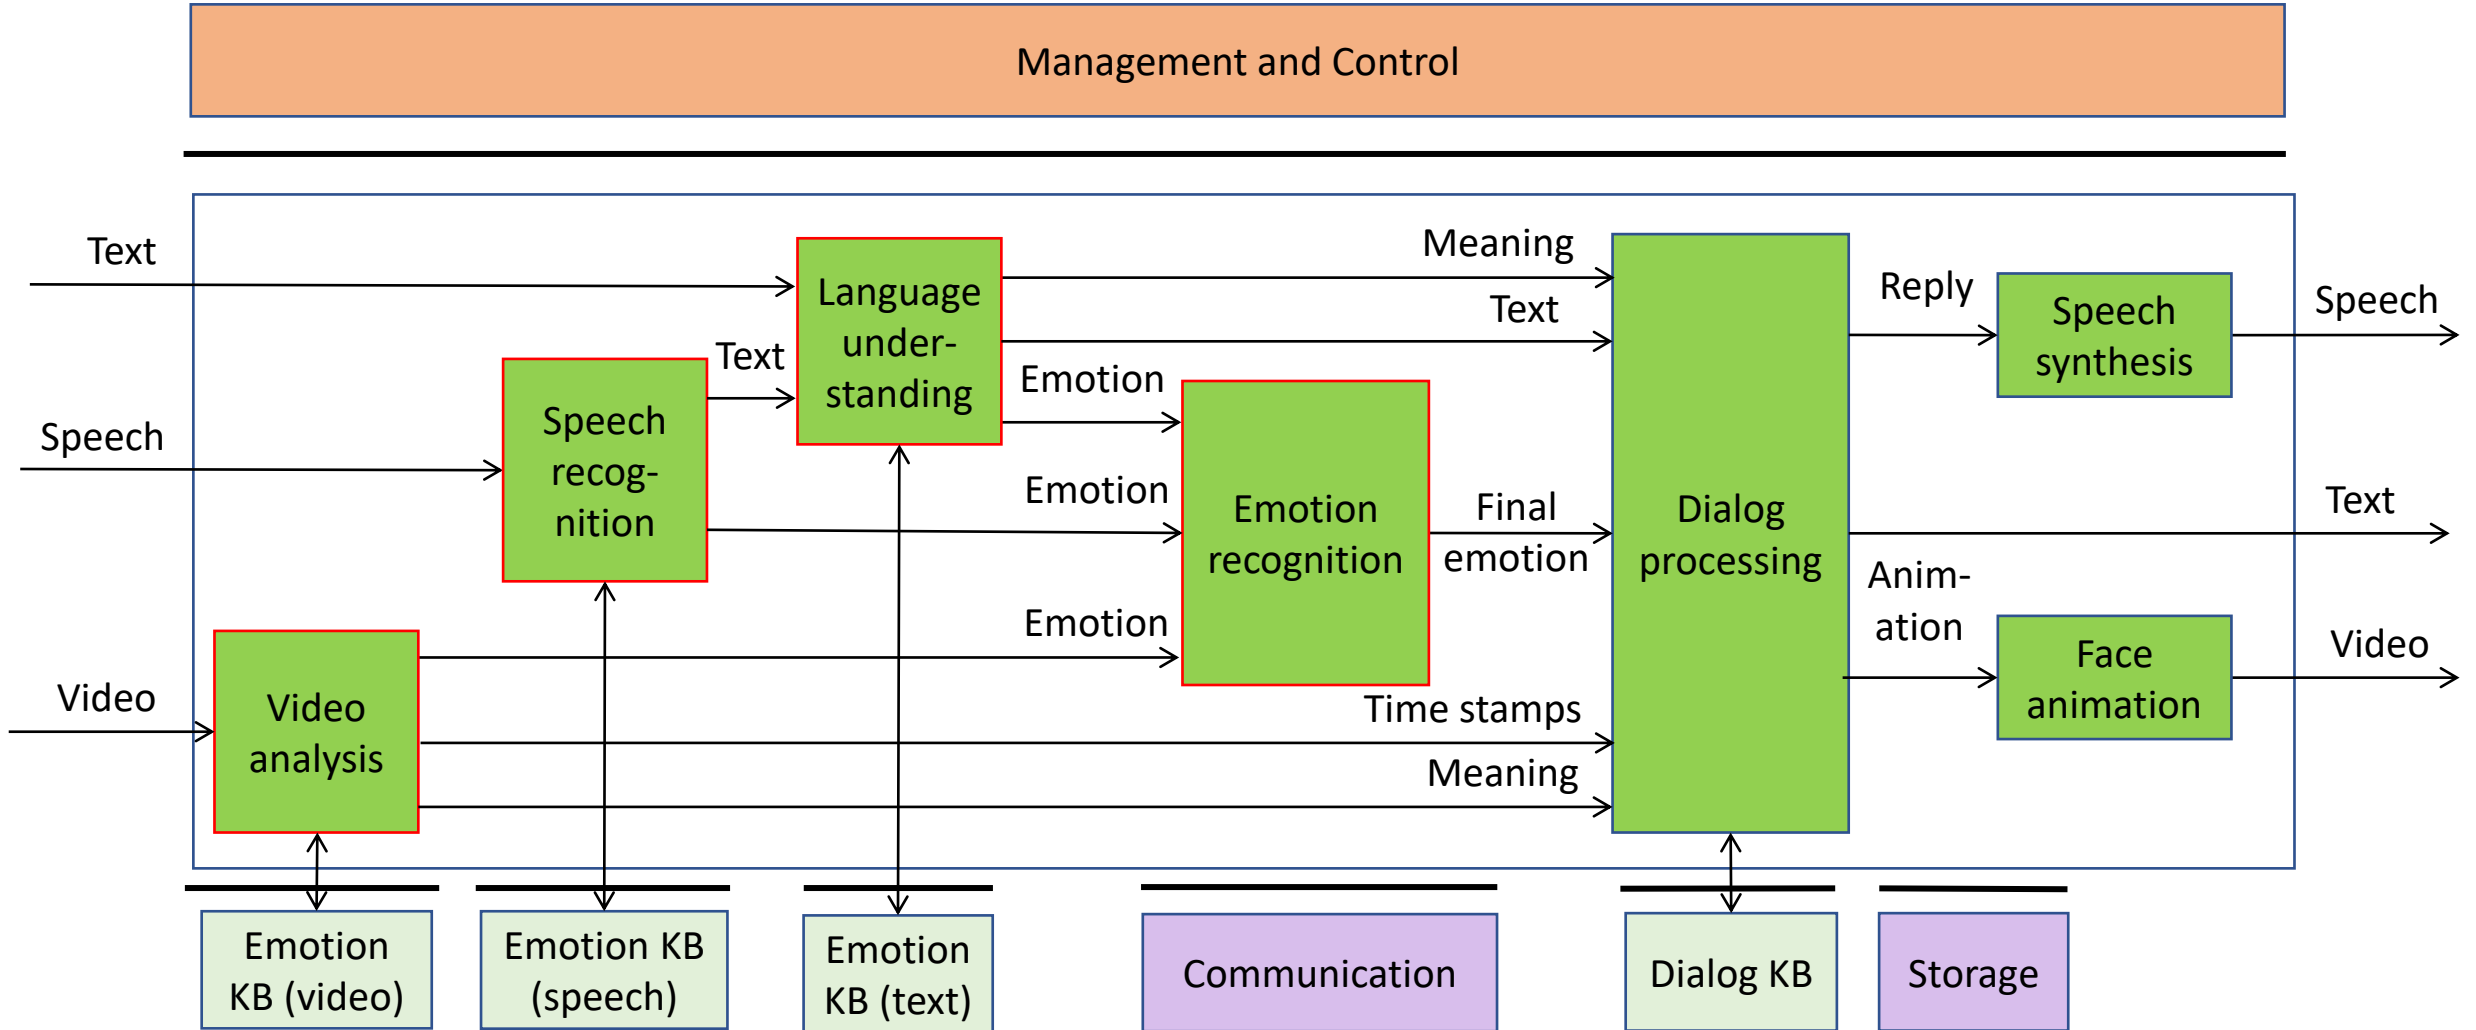 Management and Control
Text
Speech
Video
Video
analysis
Speech
recog-
nition
Text
Language
under-
standing
Emotion
Emotion
Emotion
Emotion
recognition
Meaning
Text
Final
emotion
Time stamps
Meaning
Dialog
processing
Reply
Anim-
ation
Speech
synthesis
Face
animation
Speech
Text
Video
Emotion
KB (video)
Emotion KB
(speech)
Emotion
KB (text)
Communication
Dialog KB
Storage